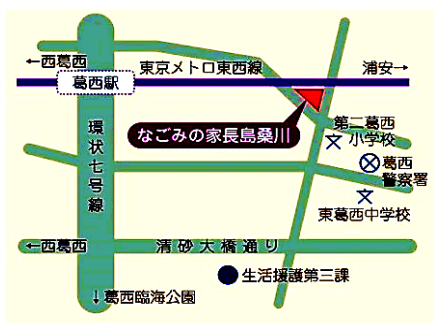 ←西葛西
東京メトロ東西線
浦安→
葛西駅
なごみの家長島桑川
第二葛西
小学校
環状七号線
葛西
警察署
東葛西中学校
←西葛西
清砂大橋通り
生活援護第三課
↓葛西臨海公園